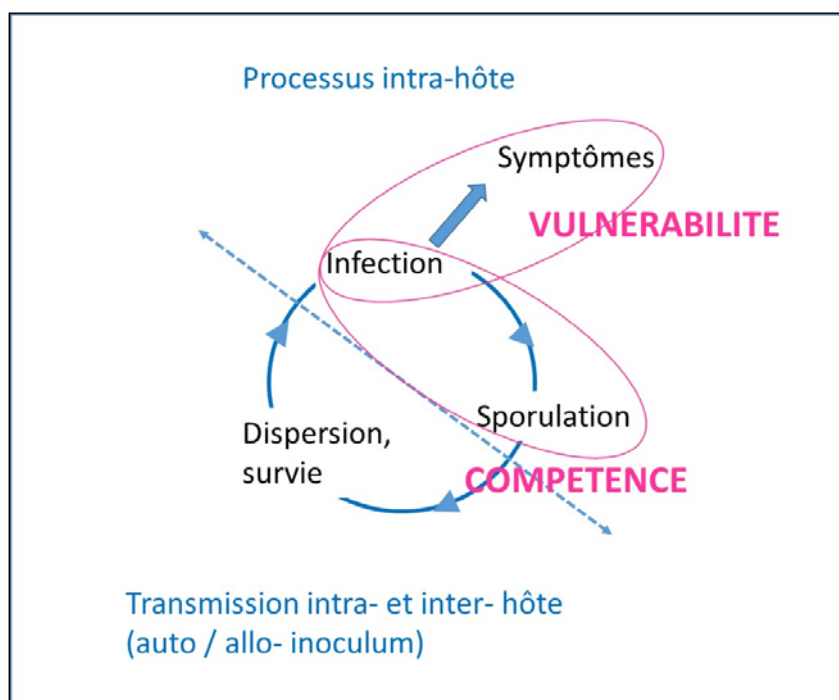 Processus intra-hôte
Symptômes
VULNERABILITE
Infection
Sporulation
Dispersion,
survie
COMPETENCE
Transmission intra- et inter- hôte
(auto / allo- inoculum)